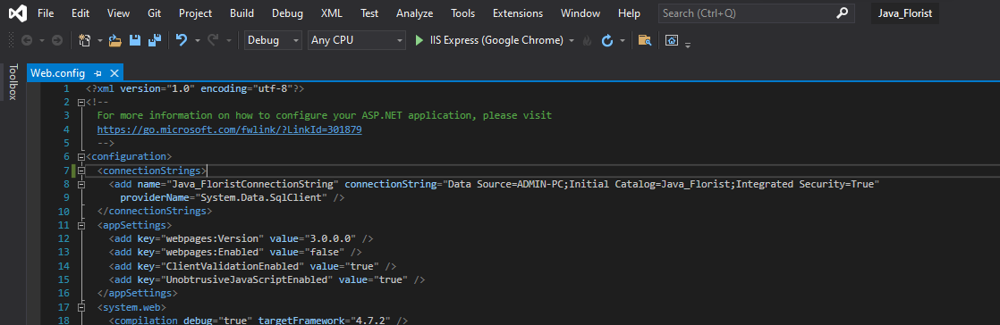 File Edit View Git Project Build Debug XML Test Analyze Tools Extensions Window Help Search (Ctrl+Q) Java_Florist
Debug Any CPU IIS Express (Google Chrome)
Toolbox
Web.config
1 <?xml version="1.0" encoding="utf-8"?>
2 <!--
3 For more information on how to configure your ASP.NET application, please visit
4 https://go.microsoft.com/fwlink/?LinkId=301879
5 -->
6 <configuration>
7 <connectionStrings>
8 <add name="Java_FloristConnectionString" connectionString="Data Source=ADMIN-PC;Initial Catalog=Java_Florist;Integrated Security=True"
9 providerName="System.Data.SqlClient" />
10 </connectionStrings>
11 <appSettings>
12 <add key="webpages:Version" value="3.0.0.0" />
13 <add key="webpages:Enabled" value="false" />
14 <add key="ClientValidationEnabled" value="true" />
15 <add key="UnobtrusiveJavaScriptEnabled" value="true" />
16 </appSettings>
17 <system.web>
18 <compilation debug="true" targetFramework="4.7.2" />